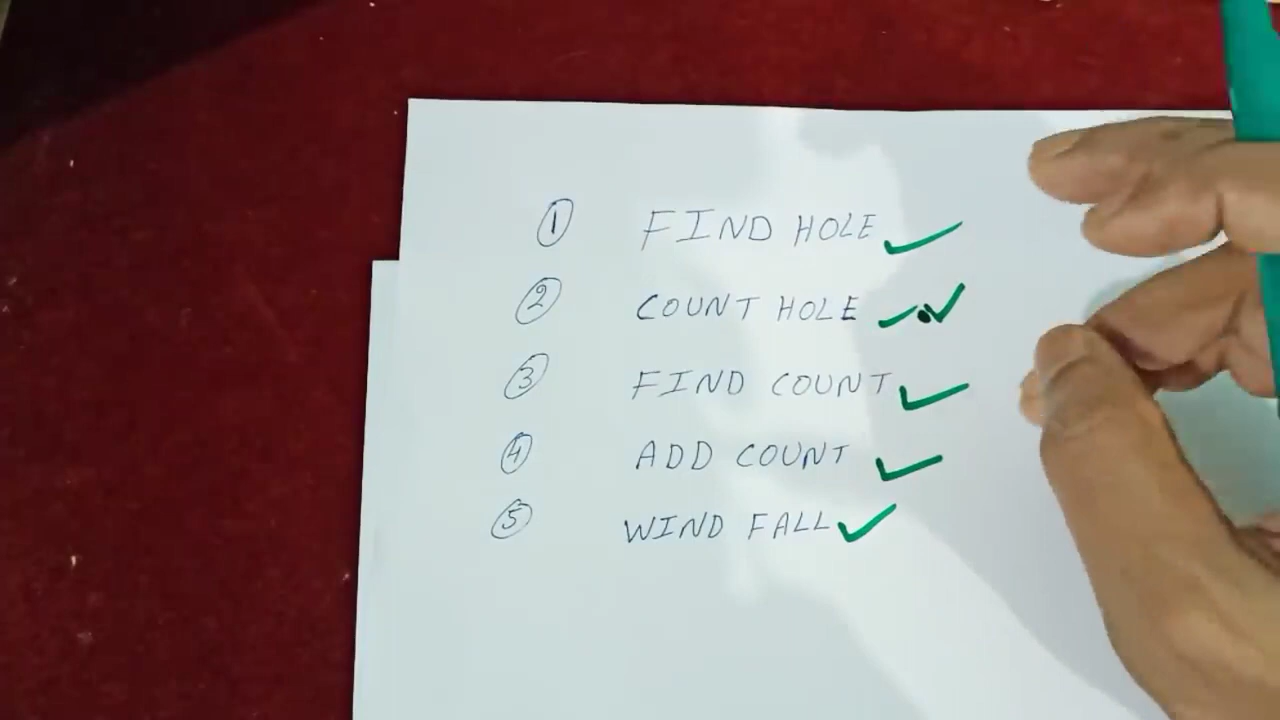 ① FIND HOLE ✓
② COUNT HOLE ✓✓
③ FIND COUNT ✓
④ ADD COUNT ✓
⑤ WIND FALL ✓